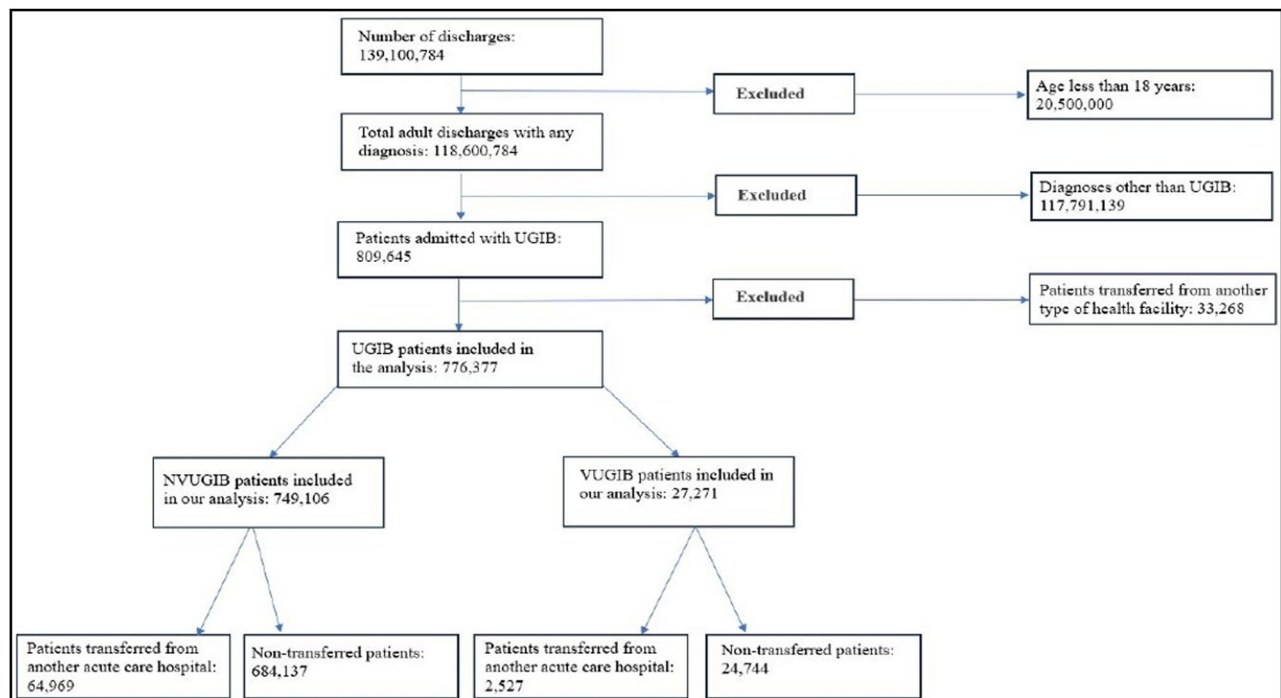 Number of discharges:
139,100,784
Excluded
Age less than 18 years:
20,500,000
Total adult discharges with any
diagnosis: 118,600,784
Excluded
Diagnoses other than UGIB:
117,791,139
Patients admitted with UGIB:
809,645
Excluded
Patients transferred from another
type of health facility: 33,268
UGIB patients included in
the analysis: 776,377
NVUGIB patients included
in our analysis: 749,106
VUGIB patients included in
our analysis: 27,271
Patients transferred from
another acute care hospital:
64,969
Non-transferred patients:
684,137
Patients transferred from
another acute care hospital:
2,527
Non-transferred patients:
24,744